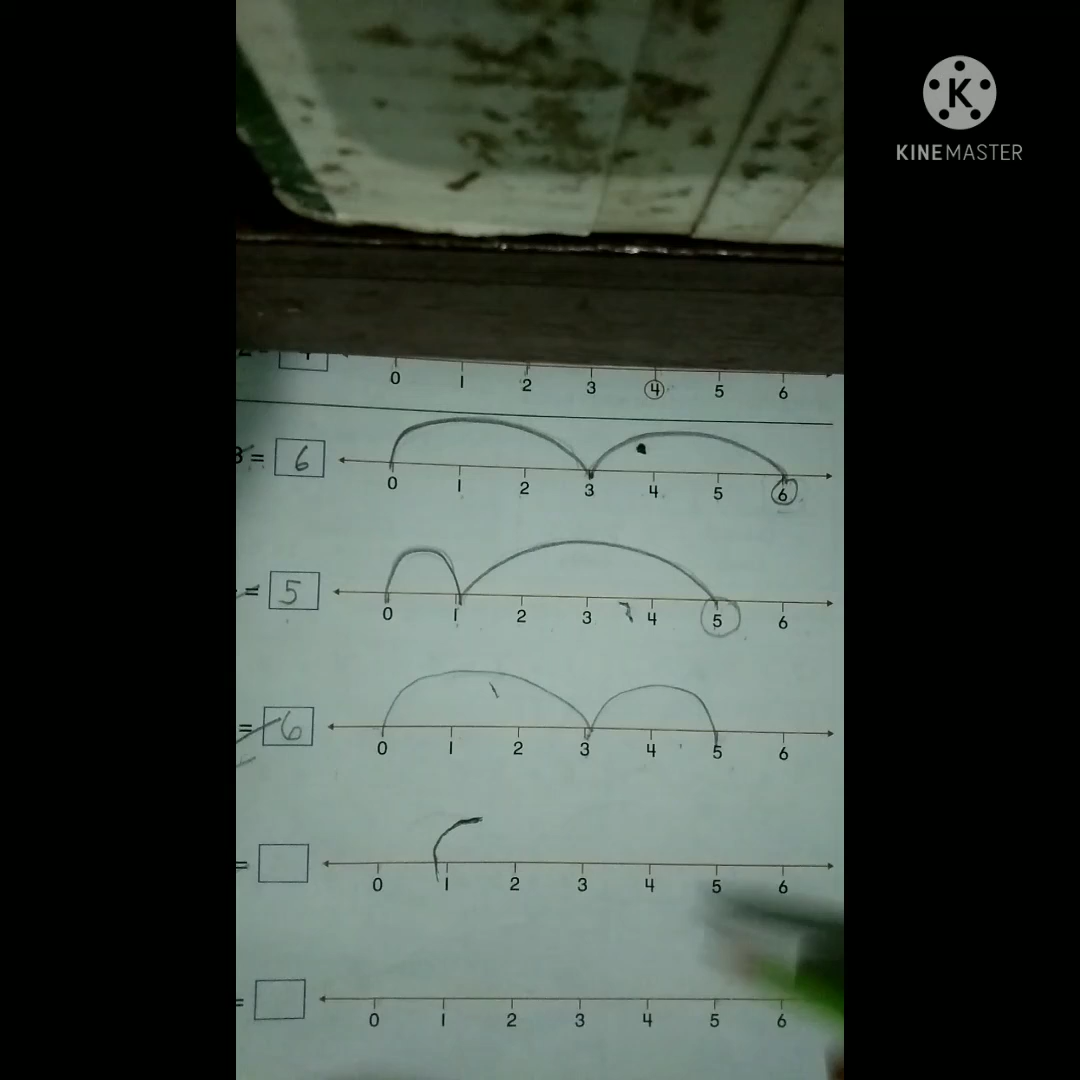 K
KINEMASTER
0 1 2 3 4 5 6
3 = 6
0 1 2 3 4 5 6
= 5
0 1 2 3 4 5 6
= 6
0 1 2 3 4 5 6
=
0 1 2 3 4 5 6
=
0 1 2 3 4 5 6